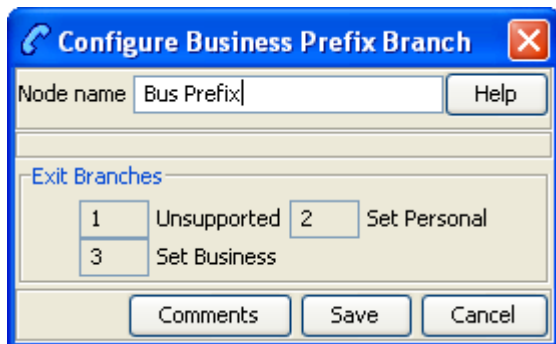 Configure Business Prefix Branch
Node name Bus Prefix Help
Exit Branches
1 Unsupported 2 Set Personal
3 Set Business
Comments Save Cancel